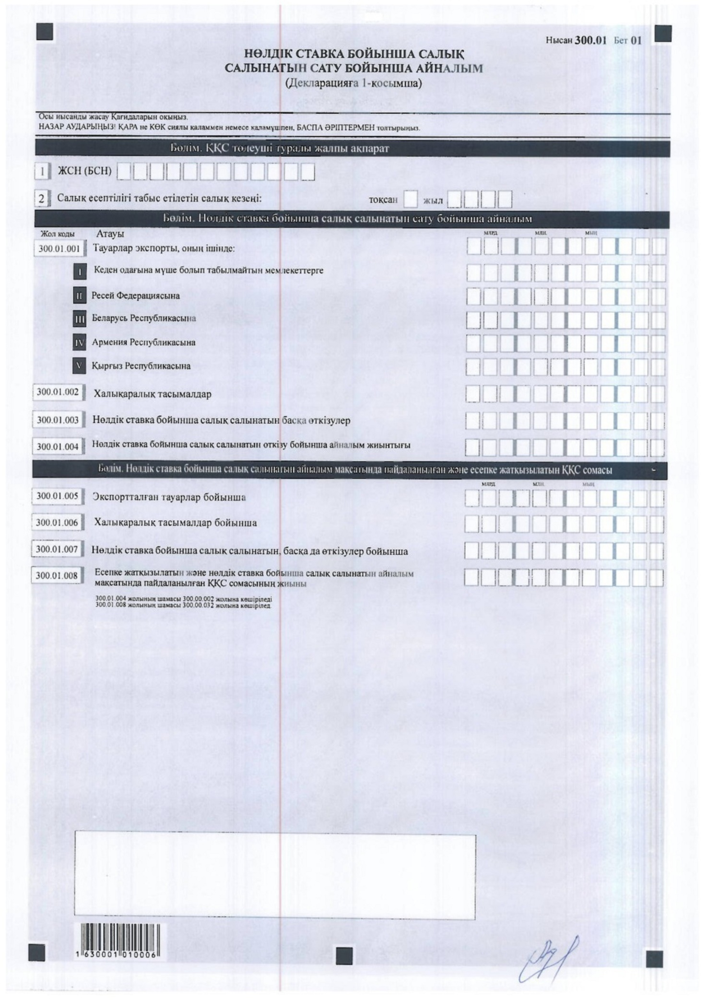 Нысан 300.01 Бет 01
НӨЛДІК СТАВКА БОЙЫНША САЛЫҚ
САЛЫНАТЫН САТУ БОЙЫНША АЙНАЛЫМ
(Декларацияға 1-қосымша)
Осы нысанды жасау Қағидаларын оқыңыз.
НАЗАР АУДАРЫҢЫЗ! ҚАРА не КӨК сиялы қаламмен немесе қаламұшпен, БАСПА ӘРІПТЕРМЕН толтырыңыз.
Бөлім. ҚҚС төлеуші туралы жалпы ақпарат
1 ЖСН (БСН)
2 Салық есептілігі табыс етілетін салық кезеңі: тоқсан жыл
Бөлім. Нөлдік ставка бойынша салық салынатын сату бойынша айналым
Жол коды Атауы млрд. млн. мың
300.01.001 Тауарлар экспорты, оның ішінде:
I Кеден одағына мүше болып табылмайтын мемлекеттерге
II Ресей Федерациясына
III Беларусь Республикасына
IV Армения Республикасына
V Қырғыз Республикасына
300.01.002 Халықаралық тасымалдар
300.01.003 Нөлдік ставка бойынша салық салынатын басқа өткізулер
300.01.004 Нөлдік ставка бойынша салық салынатын өткізу бойынша айналым жиынтығы
Бөлім. Нөлдік ставка бойынша салық салынатын айналым мақсатында пайдаланылған және есепке жатқызылатын ҚҚС сомасы
млрд. млн. мың
300.01.005 Экспортталған тауарлар бойынша
300.01.006 Халықаралық тасымалдар бойынша
300.01.007 Нөлдік ставка бойынша салық салынатын, басқа да өткізулер бойынша
300.01.008 Есепке жатқызылатын және нөлдік ставка бойынша салық салынатын айналым
мақсатында пайдаланылған ҚҚС сомасының жиыны
300.01.004 жолының шамасы 300.00.002 жолына көшіріледі
300.01.008 жолының шамасы 300.00.032 жолына көшірілед
1 630001 010006